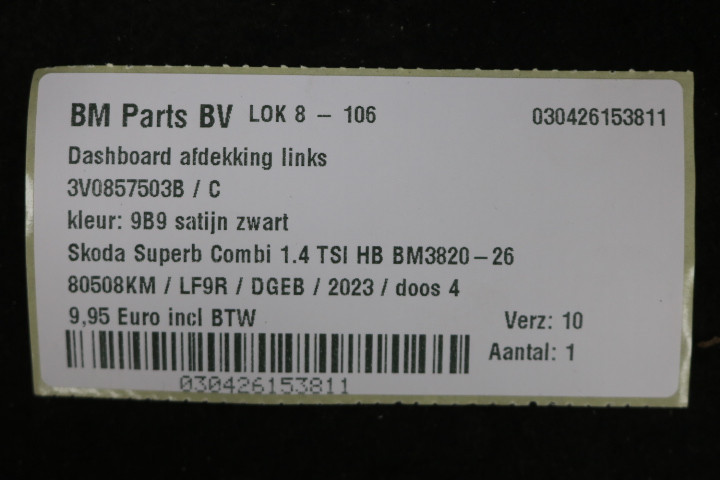 BM Parts BV LOK 8 – 106 030426153811
Dashboard afdekking links
3V0857503B / C
kleur: 9B9 satijn zwart
Skoda Superb Combi 1.4 TSI HB BM3820–26
80508KM / LF9R / DGEB / 2023 / doos 4
9,95 Euro incl BTW Verz: 10
Aantal: 1
030426153811